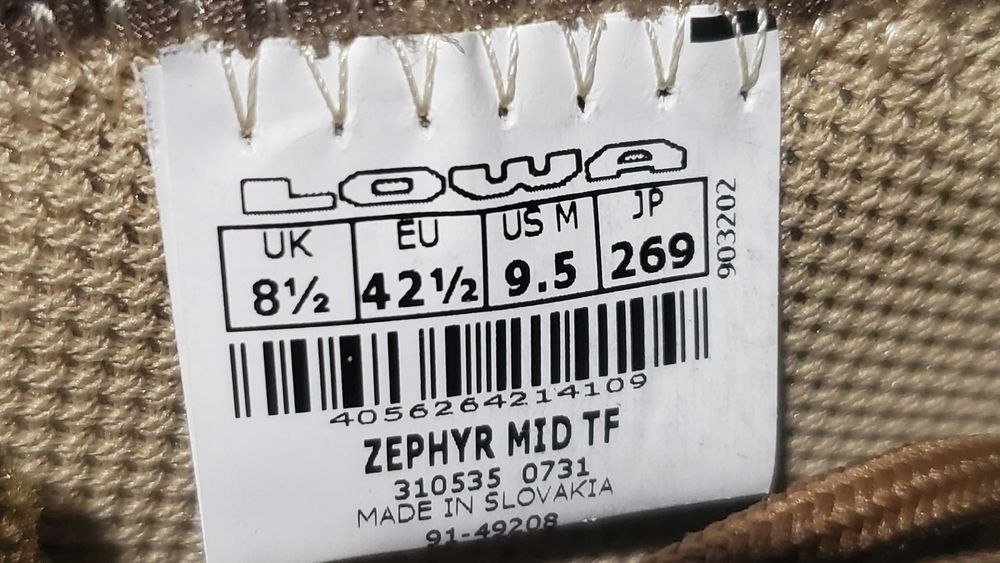 LOWA
UK EU US M JP
8½ 42½ 9.5 269
903202
4056264214109
ZEPHYR MID TF
310535 0731
MADE IN SLOVAKIA
91-49208